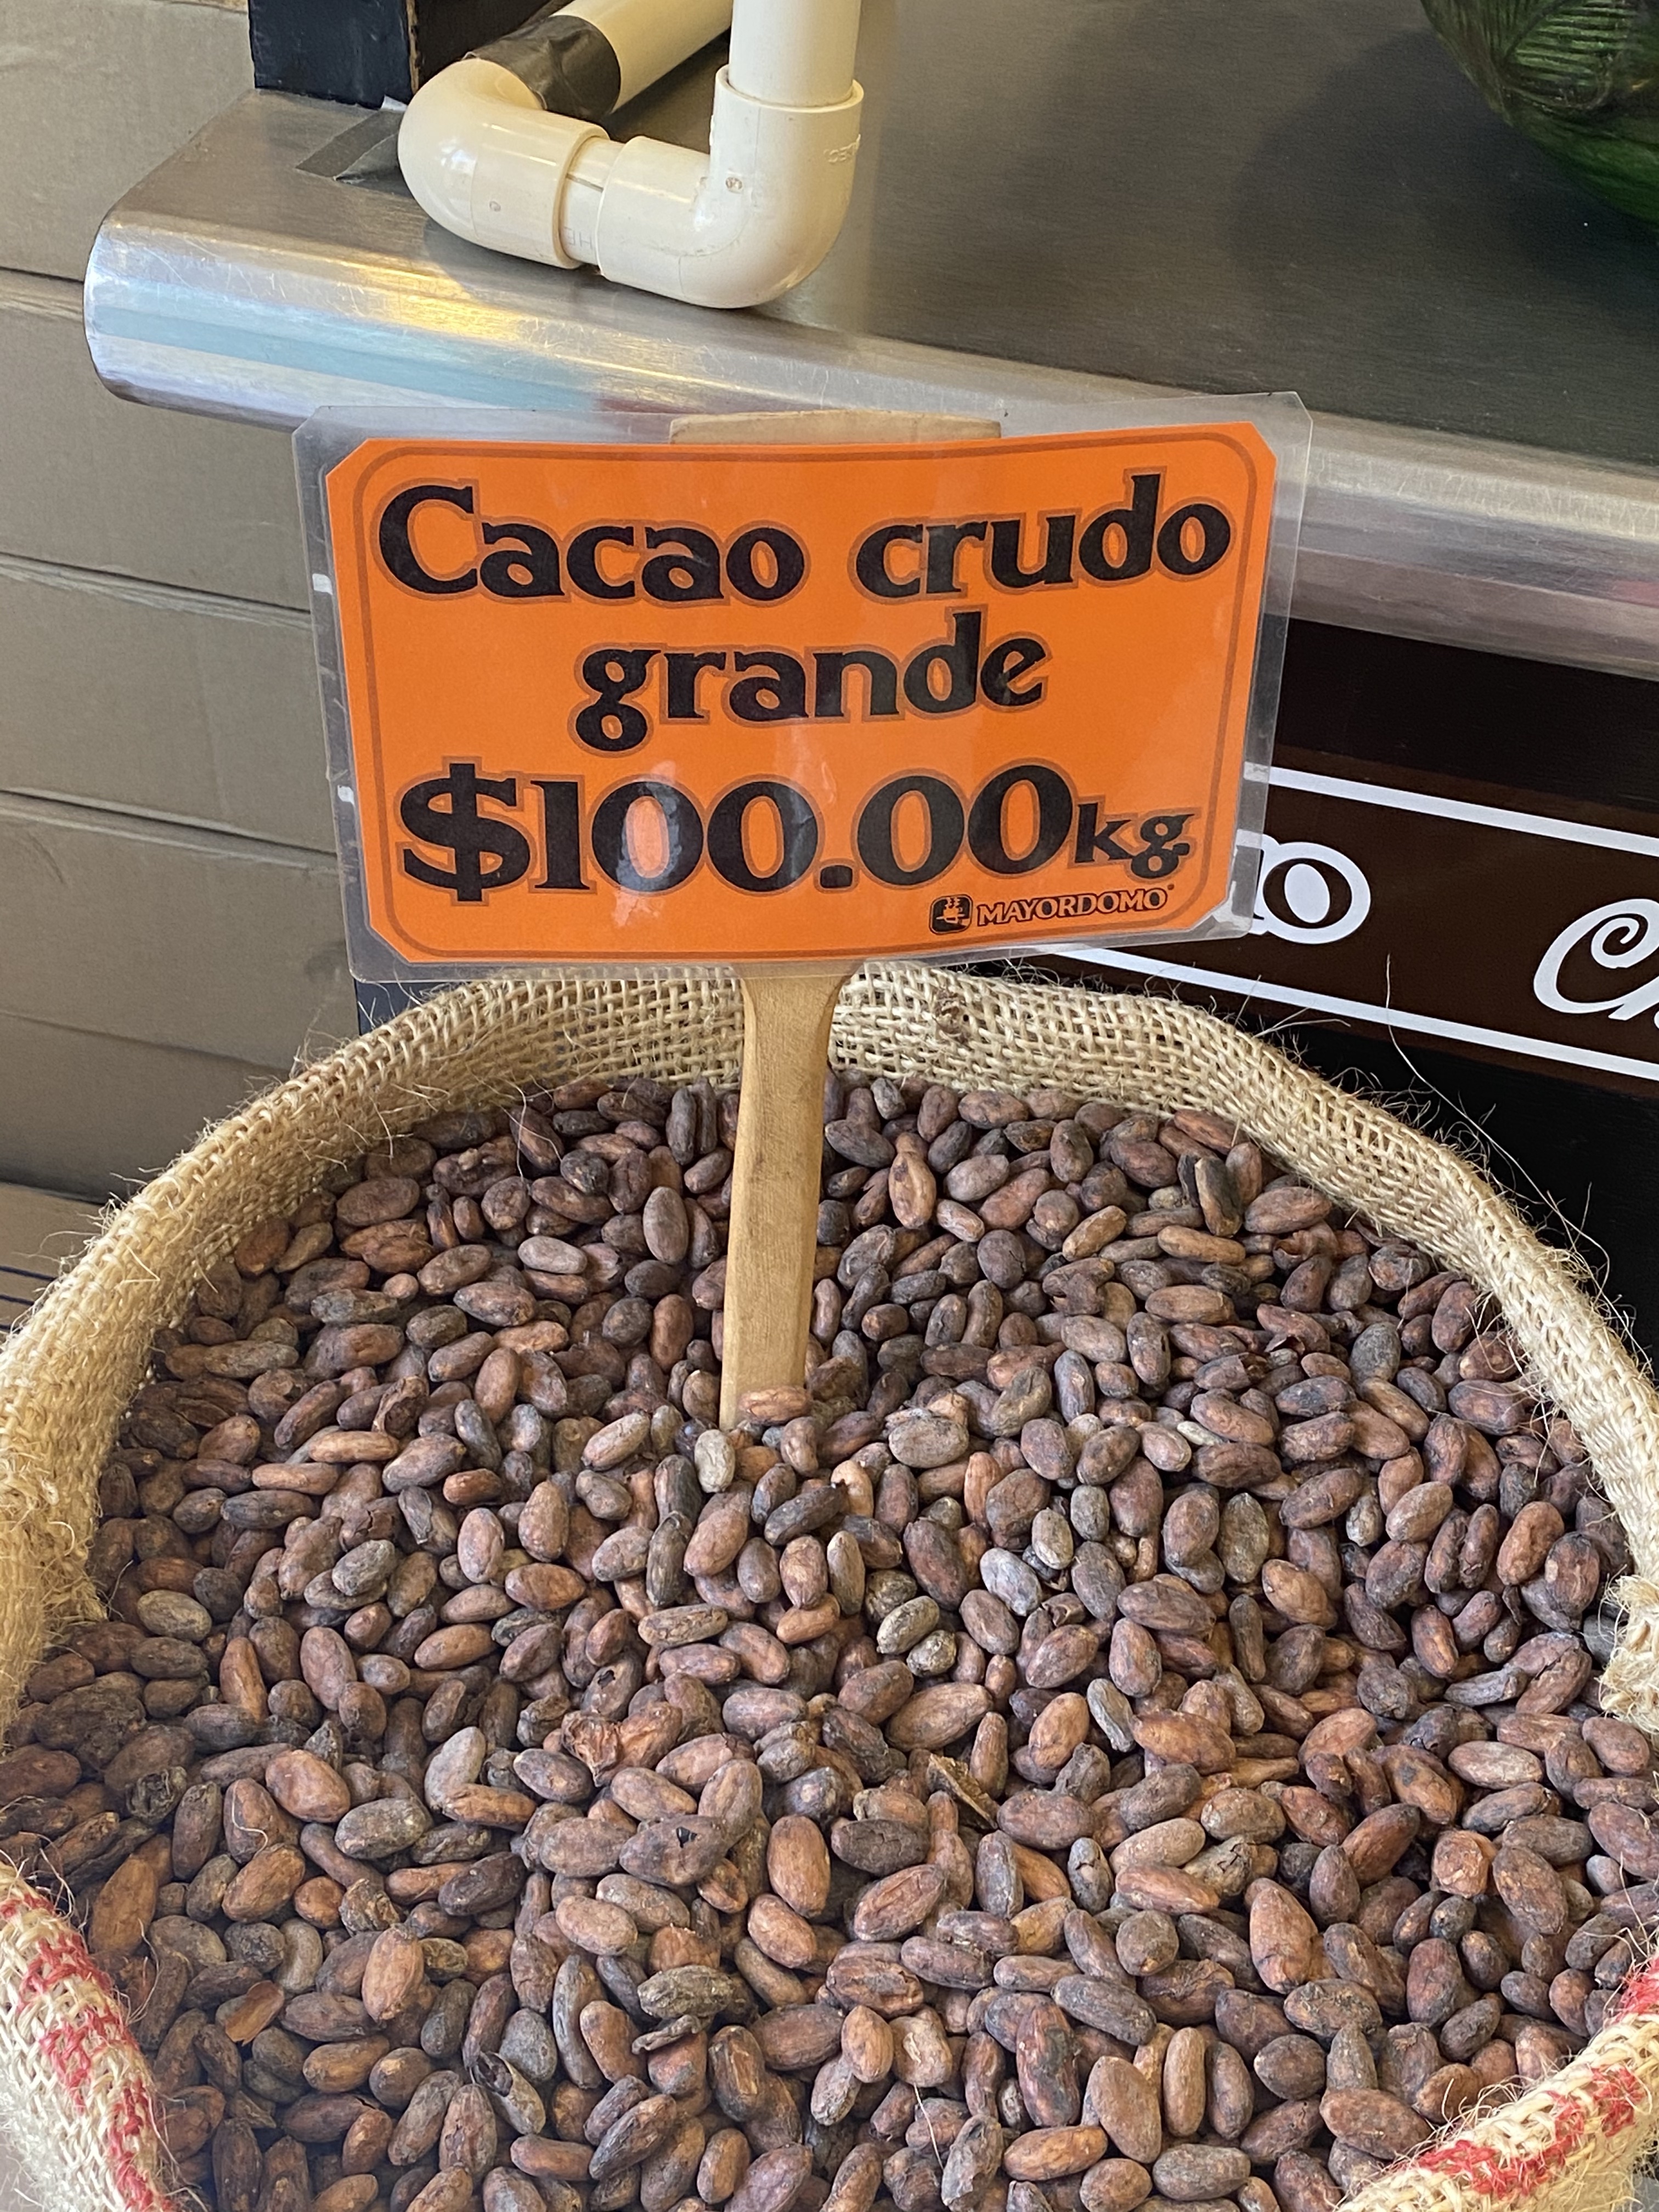 Cacao crudo
grande
$100.00kg
MAYORDOMO®